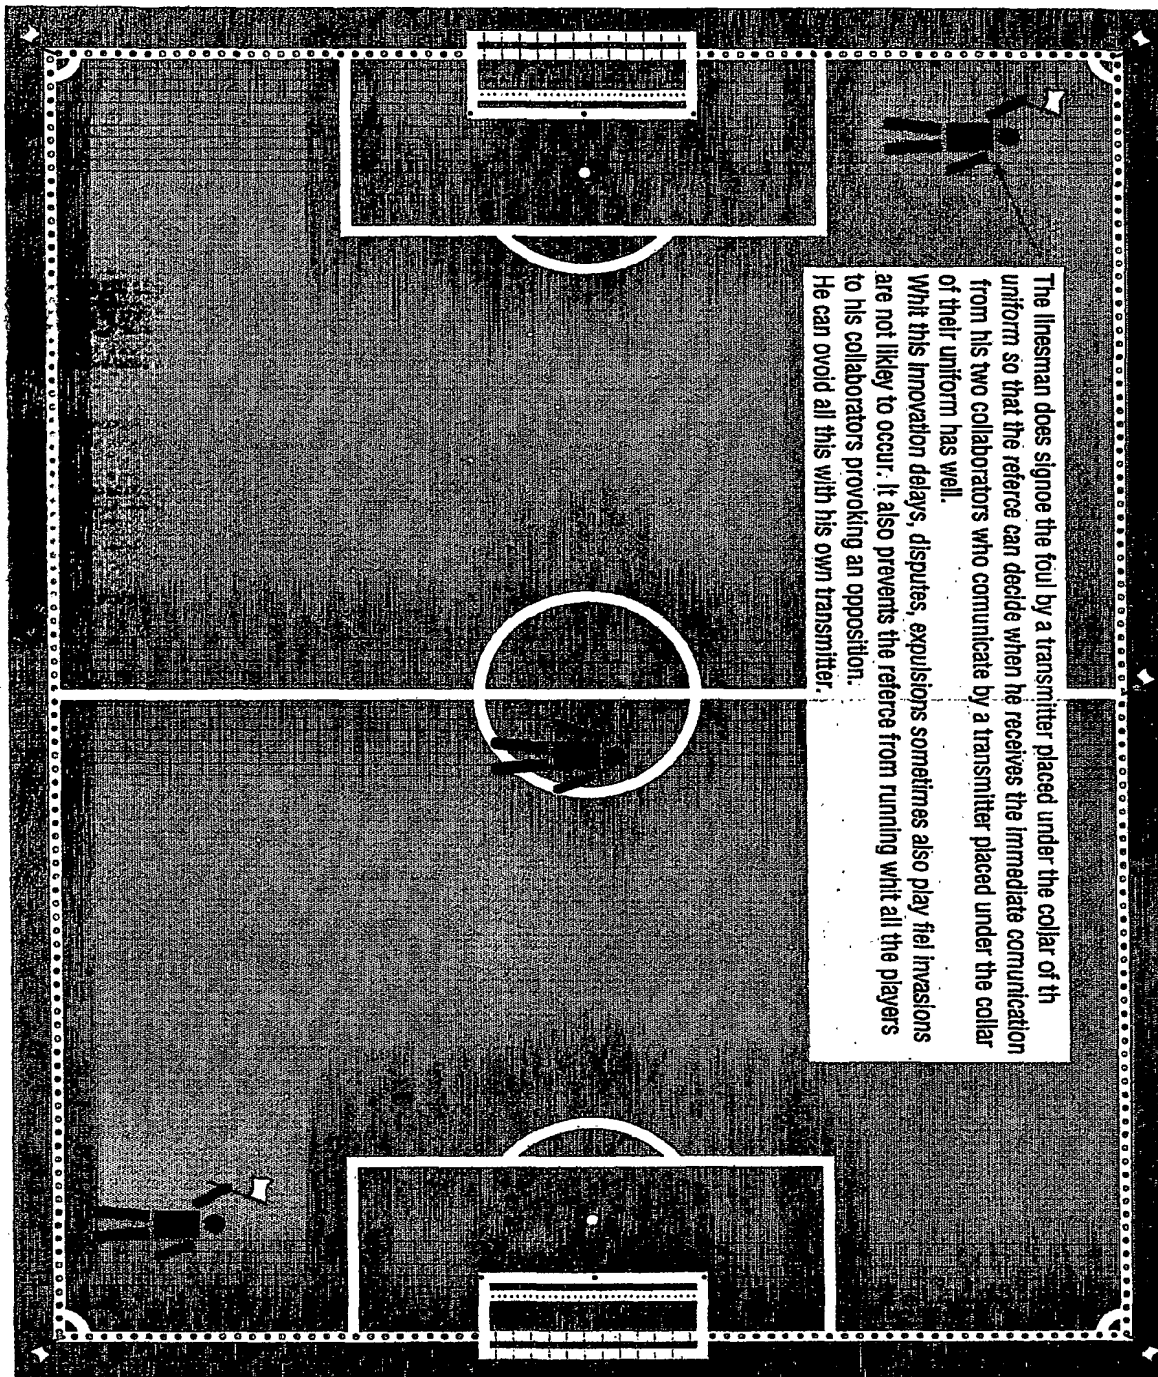 The linesman does signoe the foul by a transmitter placed under the collar of th
uniform so that the referce can decide when he receives the immediate comunication
from his two collaborators who comunicate by a transmitter placed under the collar
of their uniform has well.
Whit this innovation delays, disputes, expulsions sometimes also play fiel invasions
are not likley to occur. It also prevents the referce from running whit all the players
to his collaborators provoking an opposition.
He can ovoid all this with his own transmitter.